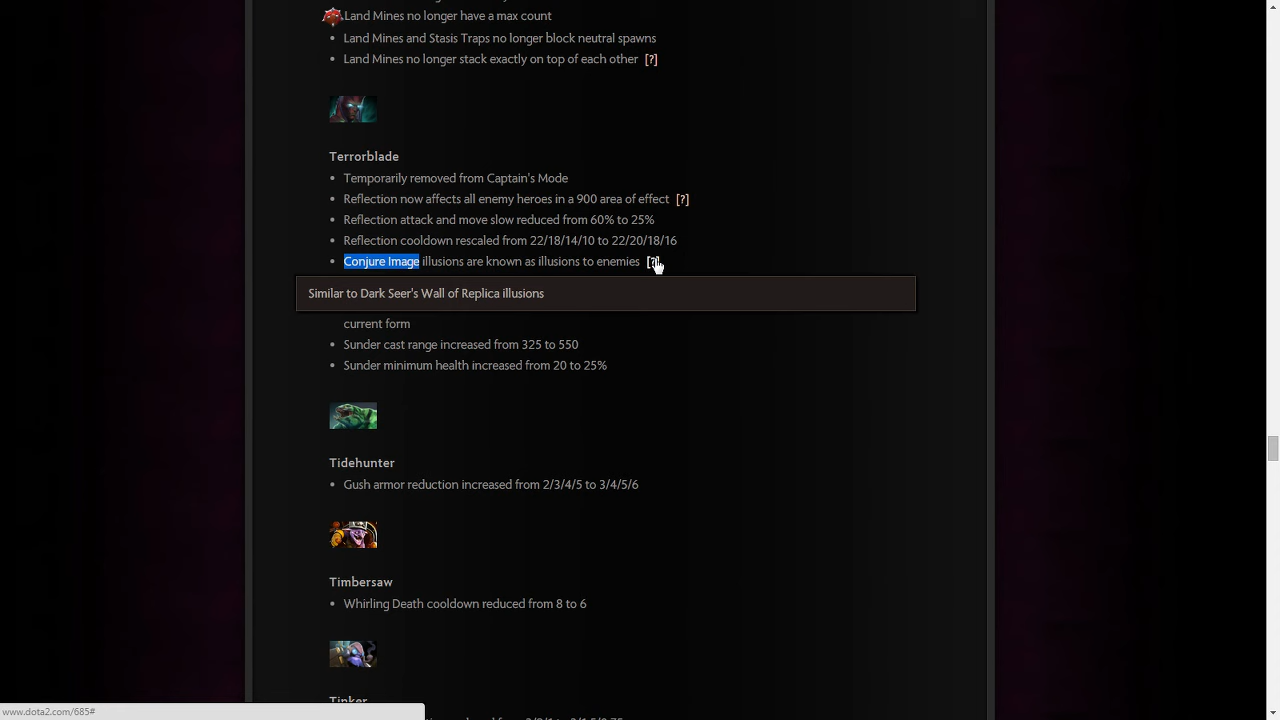 Land Mines no longer have a max count
Land Mines and Stasis Traps no longer block neutral spawns
Land Mines no longer stack exactly on top of each other [?]
Terrorblade
Temporarily removed from Captain's Mode
Reflection now affects all enemy heroes in a 900 area of effect [?]
Reflection attack and move slow reduced from 60% to 25%
Reflection cooldown rescaled from 22/18/14/10 to 22/20/18/16
Conjure Image illusions are known as illusions to enemies [?]
Similar to Dark Seer's Wall of Replica illusions
current form
Sunder cast range increased from 325 to 550
Sunder minimum health increased from 20 to 25%
Tidehunter
Gush armor reduction increased from 2/3/4/5 to 3/4/5/6
Timbersaw
Whirling Death cooldown reduced from 8 to 6
Tinker
www.dota2.com/685#